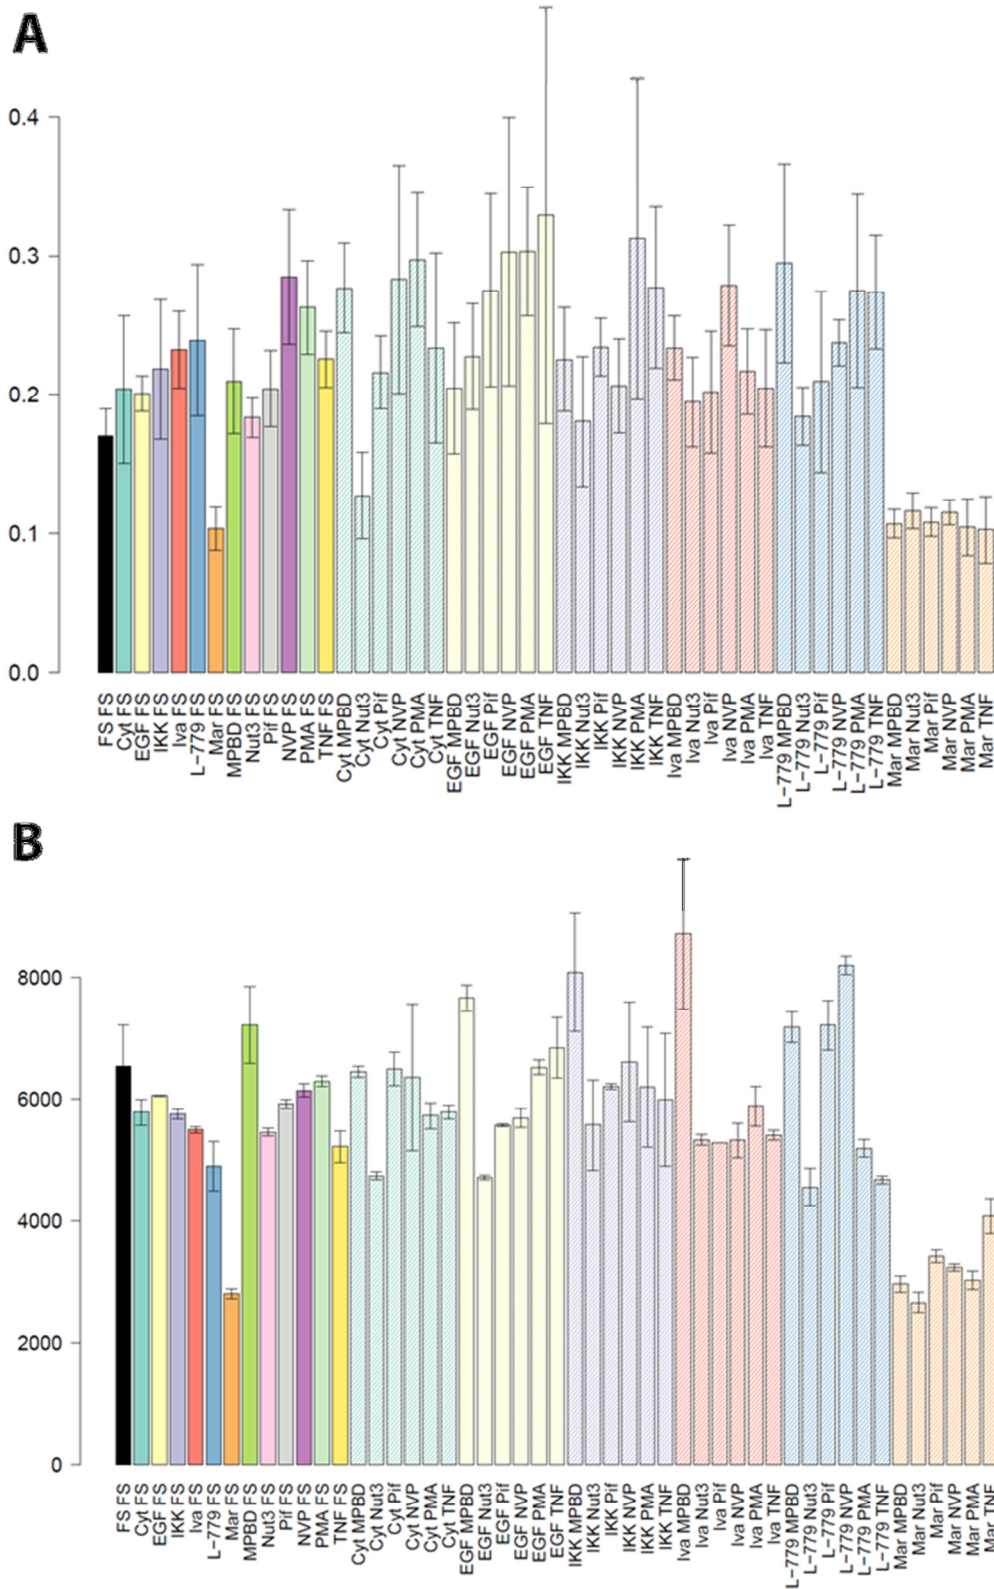 A
0.4
0.3
0.2
0.1
0.0
FS FS
Cyt FS
EGF FS
IKK FS
Iva FS
L-779 FS
Mar FS
MPBD FS
Nut3 FS
Pif FS
NVP FS
PMA FS
TNF FS
Cyt MPBD
Cyt Nut3
Cyt Pif
Cyt NVP
Cyt PMA
Cyt TNF
EGF MPBD
EGF Nut3
EGF Pif
EGF NVP
EGF PMA
EGF TNF
IKK MPBD
IKK Nut3
IKK Pif
IKK NVP
IKK PMA
IKK TNF
Iva MPBD
Iva Nut3
Iva Pif
Iva NVP
Iva PMA
Iva TNF
L-779 MPBD
L-779 Nut3
L-779 Pif
L-779 NVP
L-779 PMA
L-779 TNF
Mar MPBD
Mar Nut3
Mar Pif
Mar NVP
Mar PMA
Mar TNF
B
8000
6000
4000
2000
0
FS FS
Cyt FS
EGF FS
IKK FS
Iva FS
L-779 FS
Mar FS
MPBD FS
Nut3 FS
Pif FS
NVP FS
PMA FS
TNF FS
Cyt MPBD
Cyt Nut3
Cyt Pif
Cyt NVP
Cyt PMA
Cyt TNF
EGF MPBD
EGF Nut3
EGF Pif
EGF NVP
EGF PMA
EGF TNF
IKK MPBD
IKK Nut3
IKK Pif
IKK NVP
IKK PMA
IKK TNF
Iva MPBD
Iva Nut3
Iva Pif
Iva NVP
Iva PMA
Iva TNF
L-779 MPBD
L-779 Nut3
L-779 Pif
L-779 NVP
L-779 PMA
L-779 TNF
Mar MPBD
Mar Nut3
Mar Pif
Mar NVP
Mar PMA
Mar TNF